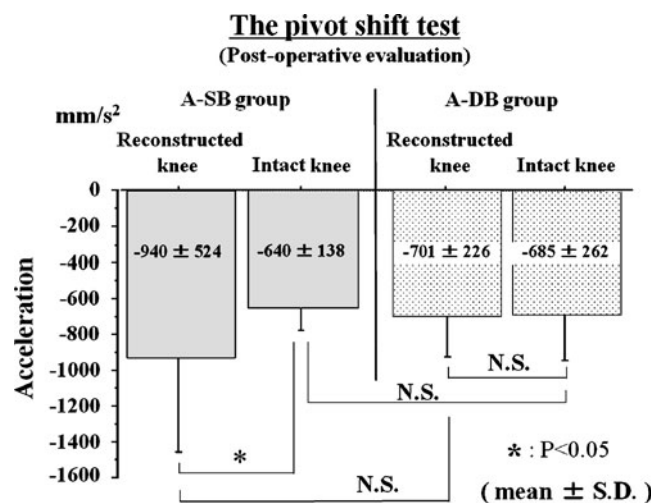 The pivot shift test
(Post-operative evaluation)
mm/s²
A-SB group
A-DB group
Reconstructed knee
Intact knee
Reconstructed knee
Intact knee
0
-200
-400
-600
-800
-1000
-1200
-1400
-1600
Acceleration
-940 ± 524
-640 ± 138
-701 ± 226
-685 ± 262
N.S.
N.S.
*
N.S.
* : P<0.05
( mean ± S.D. )